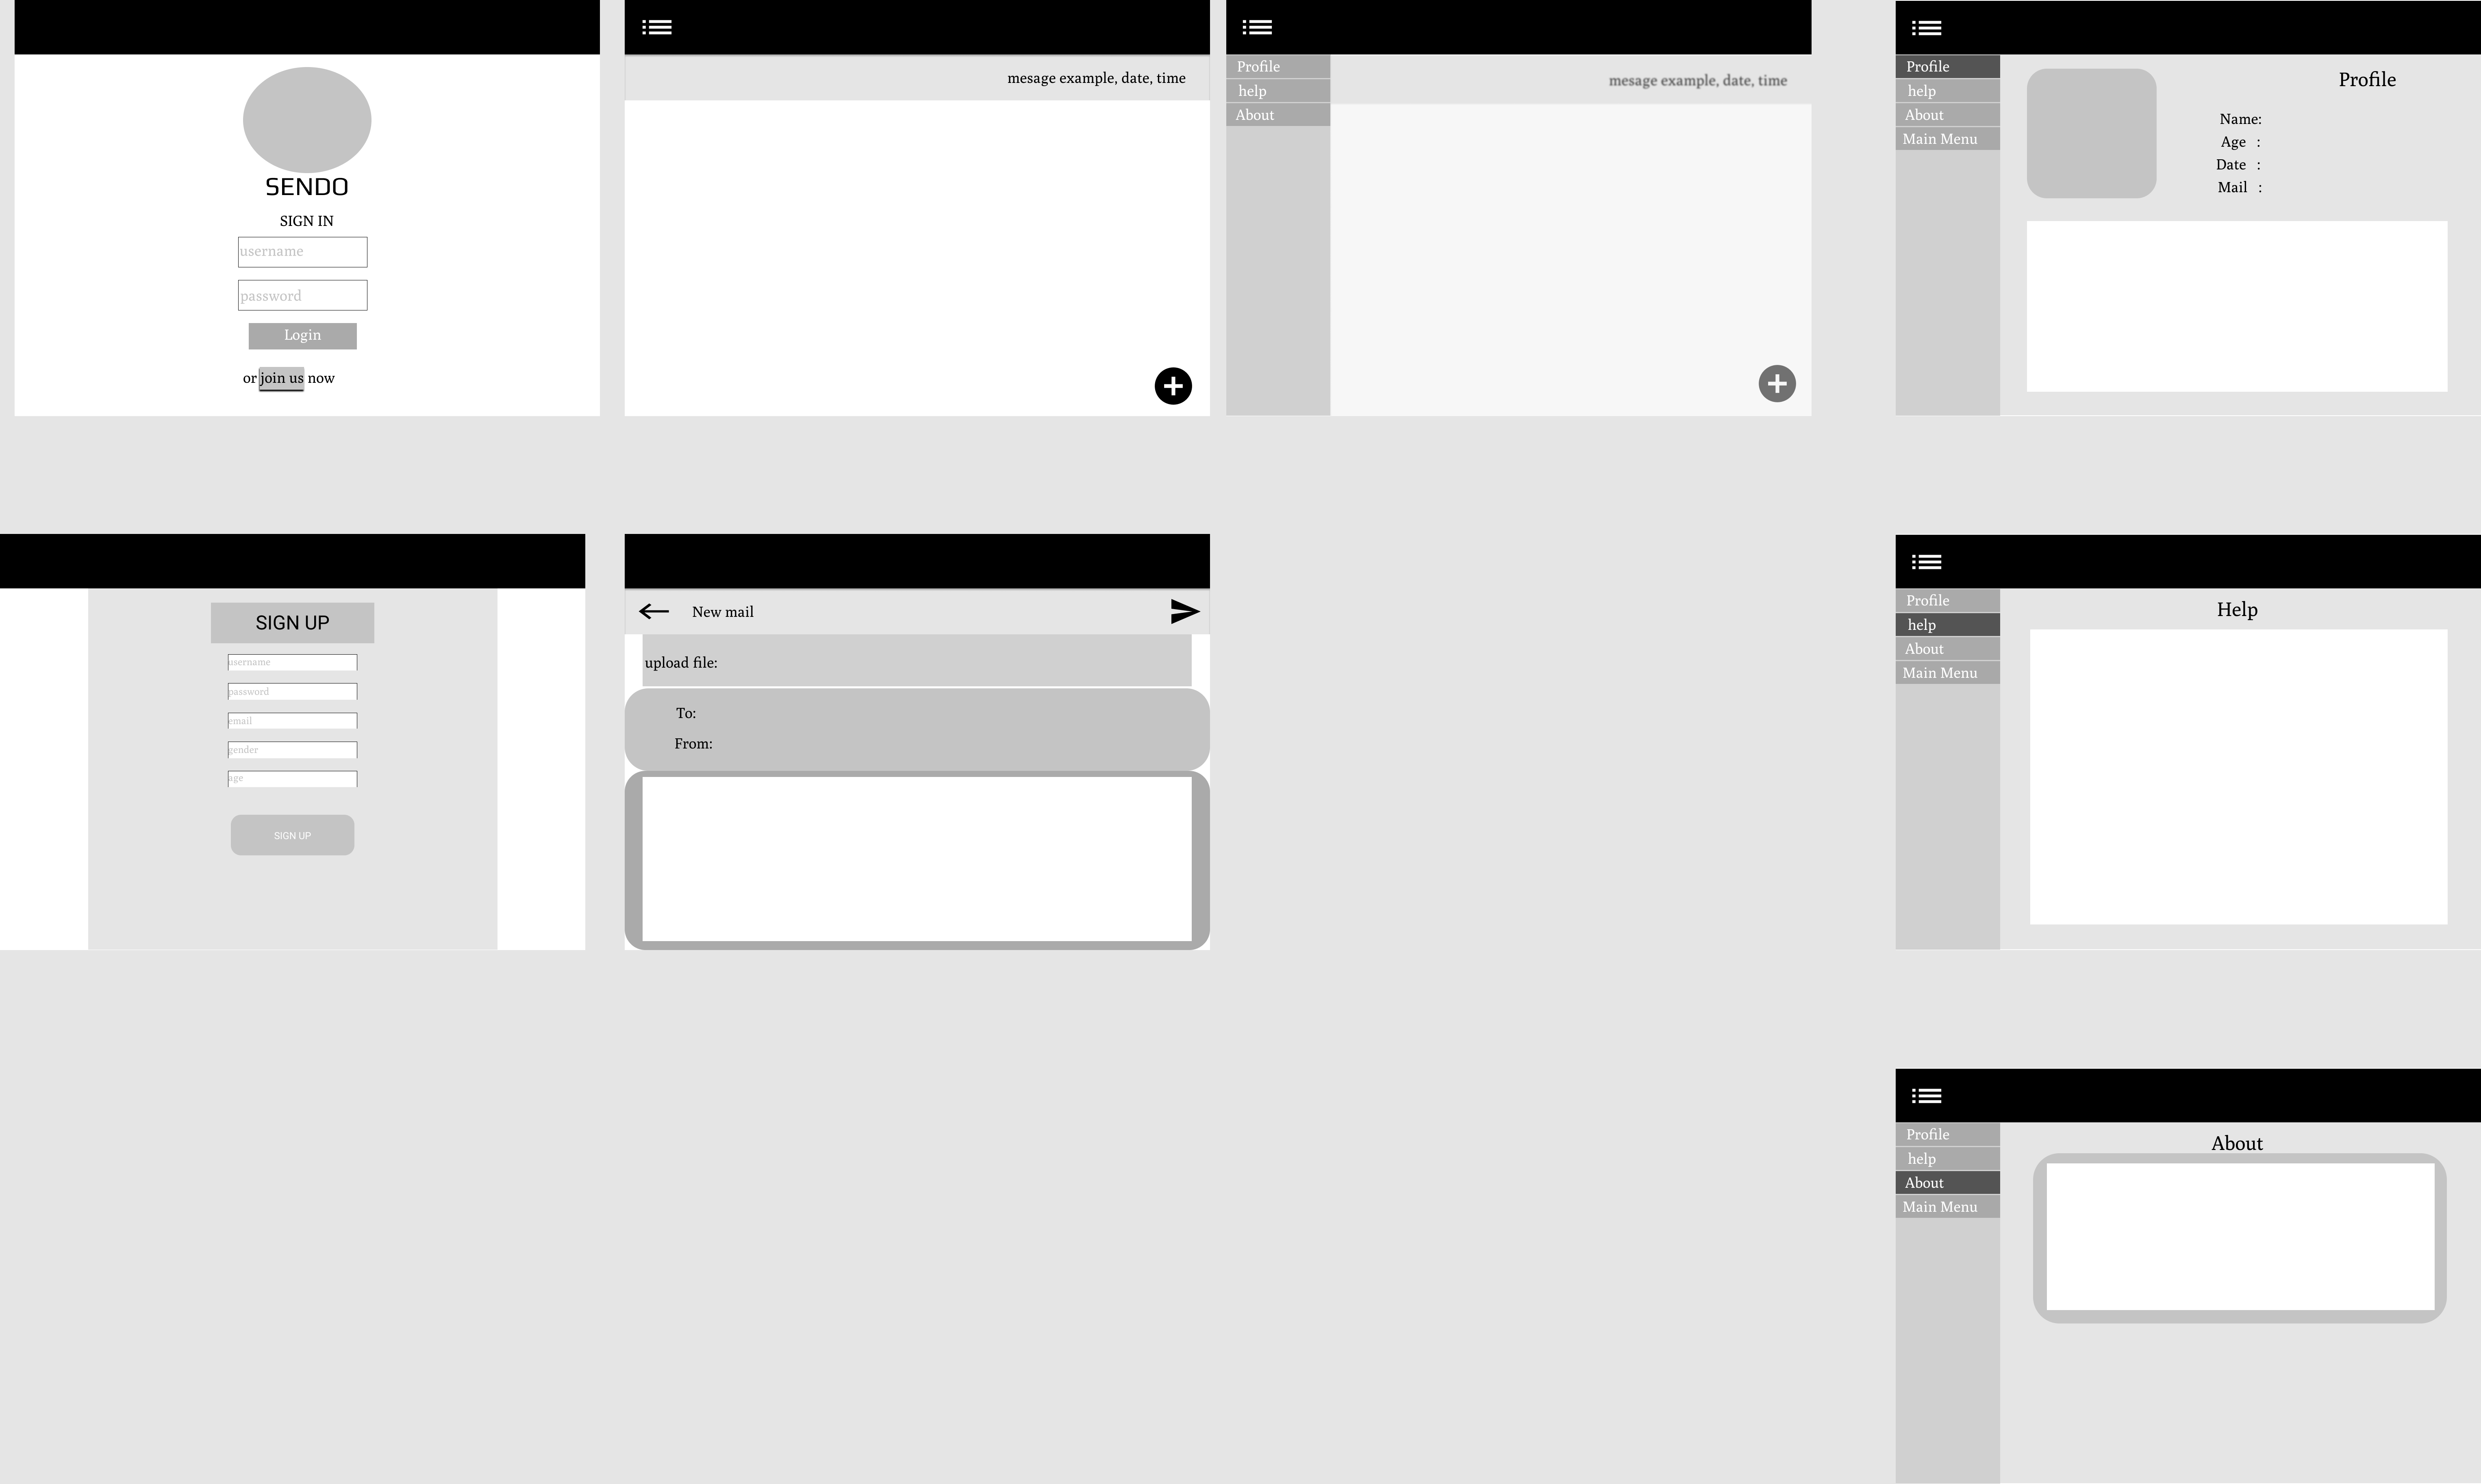 SENDO
SIGN IN
username
password
Login
or join us now
mesage example, date, time
Profile
help
About
mesage example, date, time
Profile
help
About
Main Menu
Profile
Name:
Age :
Date :
Mail :
SIGN UP
username
password
email
gender
age
SIGN UP
New mail
upload file:
To:
From:
Profile
help
About
Main Menu
Help
Profile
help
About
Main Menu
About